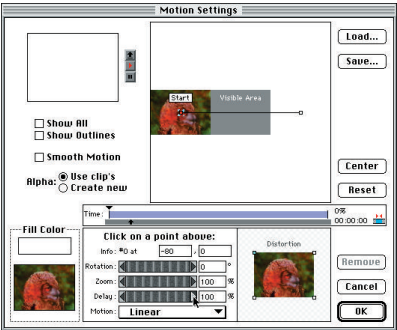 Motion Settings
Load...
Save...
Start
Visible Area
Show All
Show Outlines
Smooth Motion
Alpha: Use clip's
Create new
Center
Reset
Time:
0%
00:00:00
Fill Color
Click on a point above:
Info: #0 at -80 , 0
Rotation: 0 °
Zoom: 100 %
Delay: 100 %
Motion: Linear
Distortion
Remove
Cancel
OK